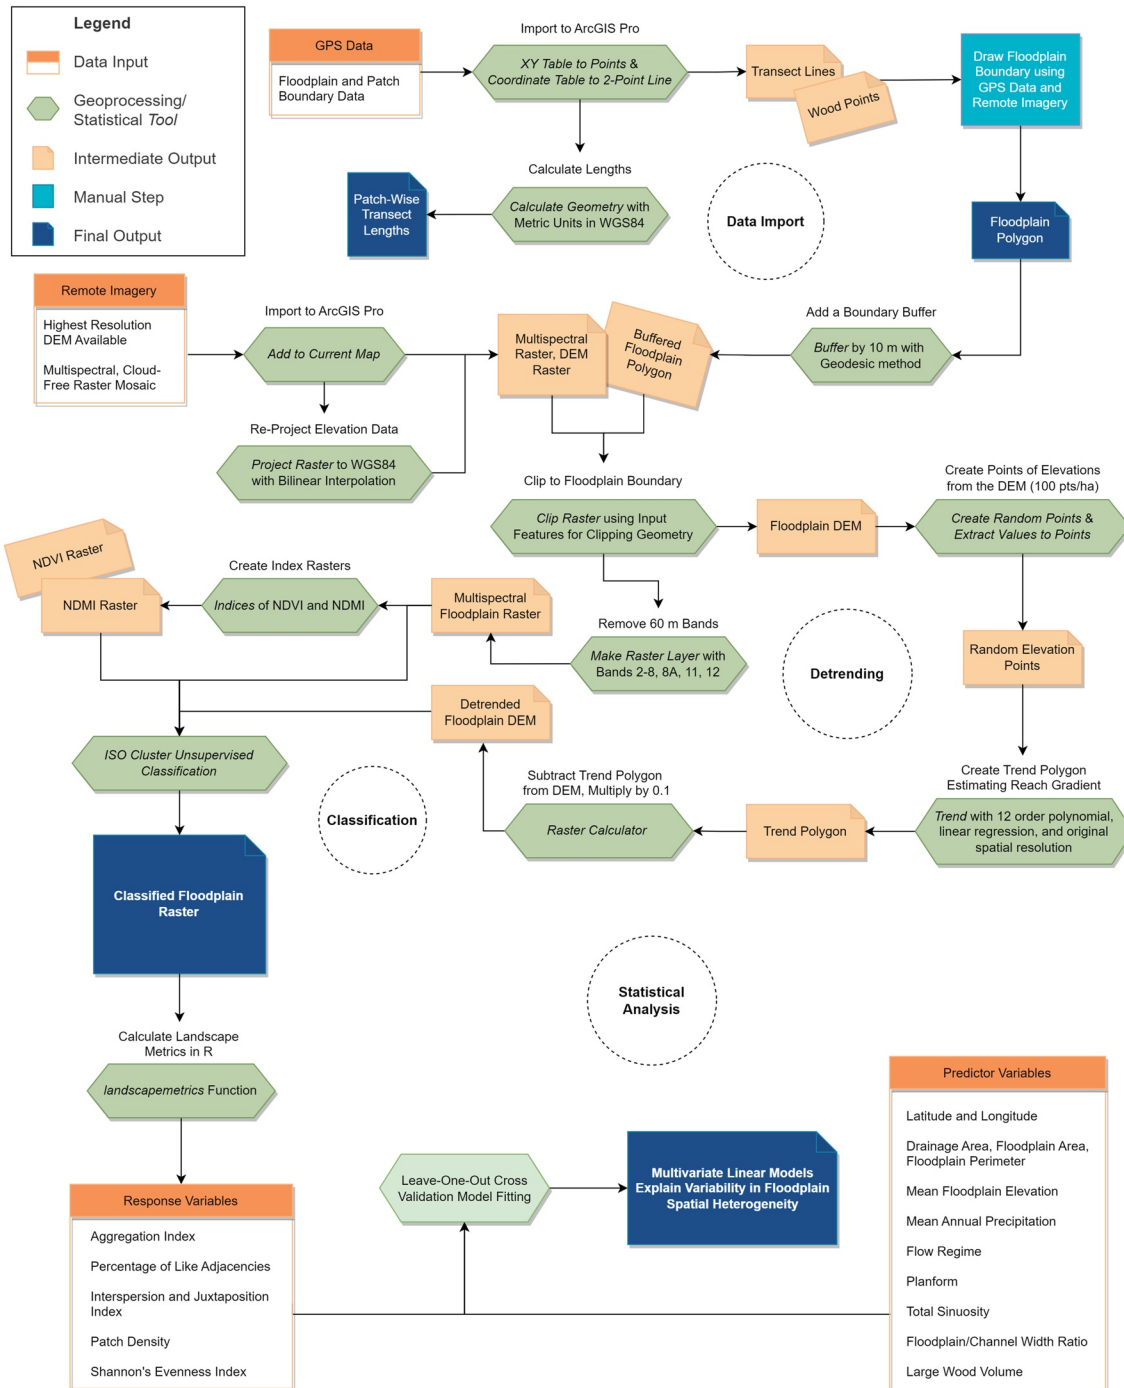 Legend
Data Input
Geoprocessing/
Statistical Tool
Intermediate Output
Manual Step
Final Output
GPS Data
Floodplain and Patch
Boundary Data
Import to ArcGIS Pro
XY Table to Points &
Coordinate Table to 2-Point Line
Transect Lines
Wood Points
Draw Floodplain
Boundary using
GPS Data and
Remote Imagery
Calculate Lengths
Calculate Geometry with
Metric Units in WGS84
Patch-Wise
Transect
Lengths
Data Import
Floodplain
Polygon
Remote Imagery
Highest Resolution
DEM Available
Multispectral, Cloud-
Free Raster Mosaic
Import to ArcGIS Pro
Add to Current Map
Multispectral
Raster, DEM
Raster
Buffered
Floodplain
Polygon
Add a Boundary Buffer
Buffer by 10 m with
Geodesic method
Re-Project Elevation Data
Project Raster to WGS84
with Bilinear Interpolation
Clip to Floodplain Boundary
Clip Raster using Input
Features for Clipping Geometry
Floodplain DEM
Create Points of Elevations
from the DEM (100 pts/ha)
Create Random Points &
Extract Values to Points
NDVI Raster
NDMI Raster
Create Index Rasters
Indices of NDVI and NDMI
Multispectral
Floodplain Raster
Remove 60 m Bands
Make Raster Layer with
Bands 2-8, 8A, 11, 12
Detrending
Random Elevation
Points
Detrended
Floodplain DEM
ISO Cluster Unsupervised
Classification
Classification
Subtract Trend Polygon
from DEM, Multiply by 0.1
Raster Calculator
Trend Polygon
Create Trend Polygon
Estimating Reach Gradient
Trend with 12 order polynomial,
linear regression, and original
spatial resolution
Classified Floodplain
Raster
Statistical
Analysis
Calculate Landscape
Metrics in R
landscapemetrics Function
Response Variables
Aggregation Index
Percentage of Like Adjacencies
Interspersion and Juxtaposition
Index
Patch Density
Shannon's Evenness Index
Leave-One-Out Cross
Validation Model Fitting
Multivariate Linear Models
Explain Variability in Floodplain
Spatial Heterogeneity
Predictor Variables
Latitude and Longitude
Drainage Area, Floodplain Area,
Floodplain Perimeter
Mean Floodplain Elevation
Mean Annual Precipitation
Flow Regime
Planform
Total Sinuosity
Floodplain/Channel Width Ratio
Large Wood Volume